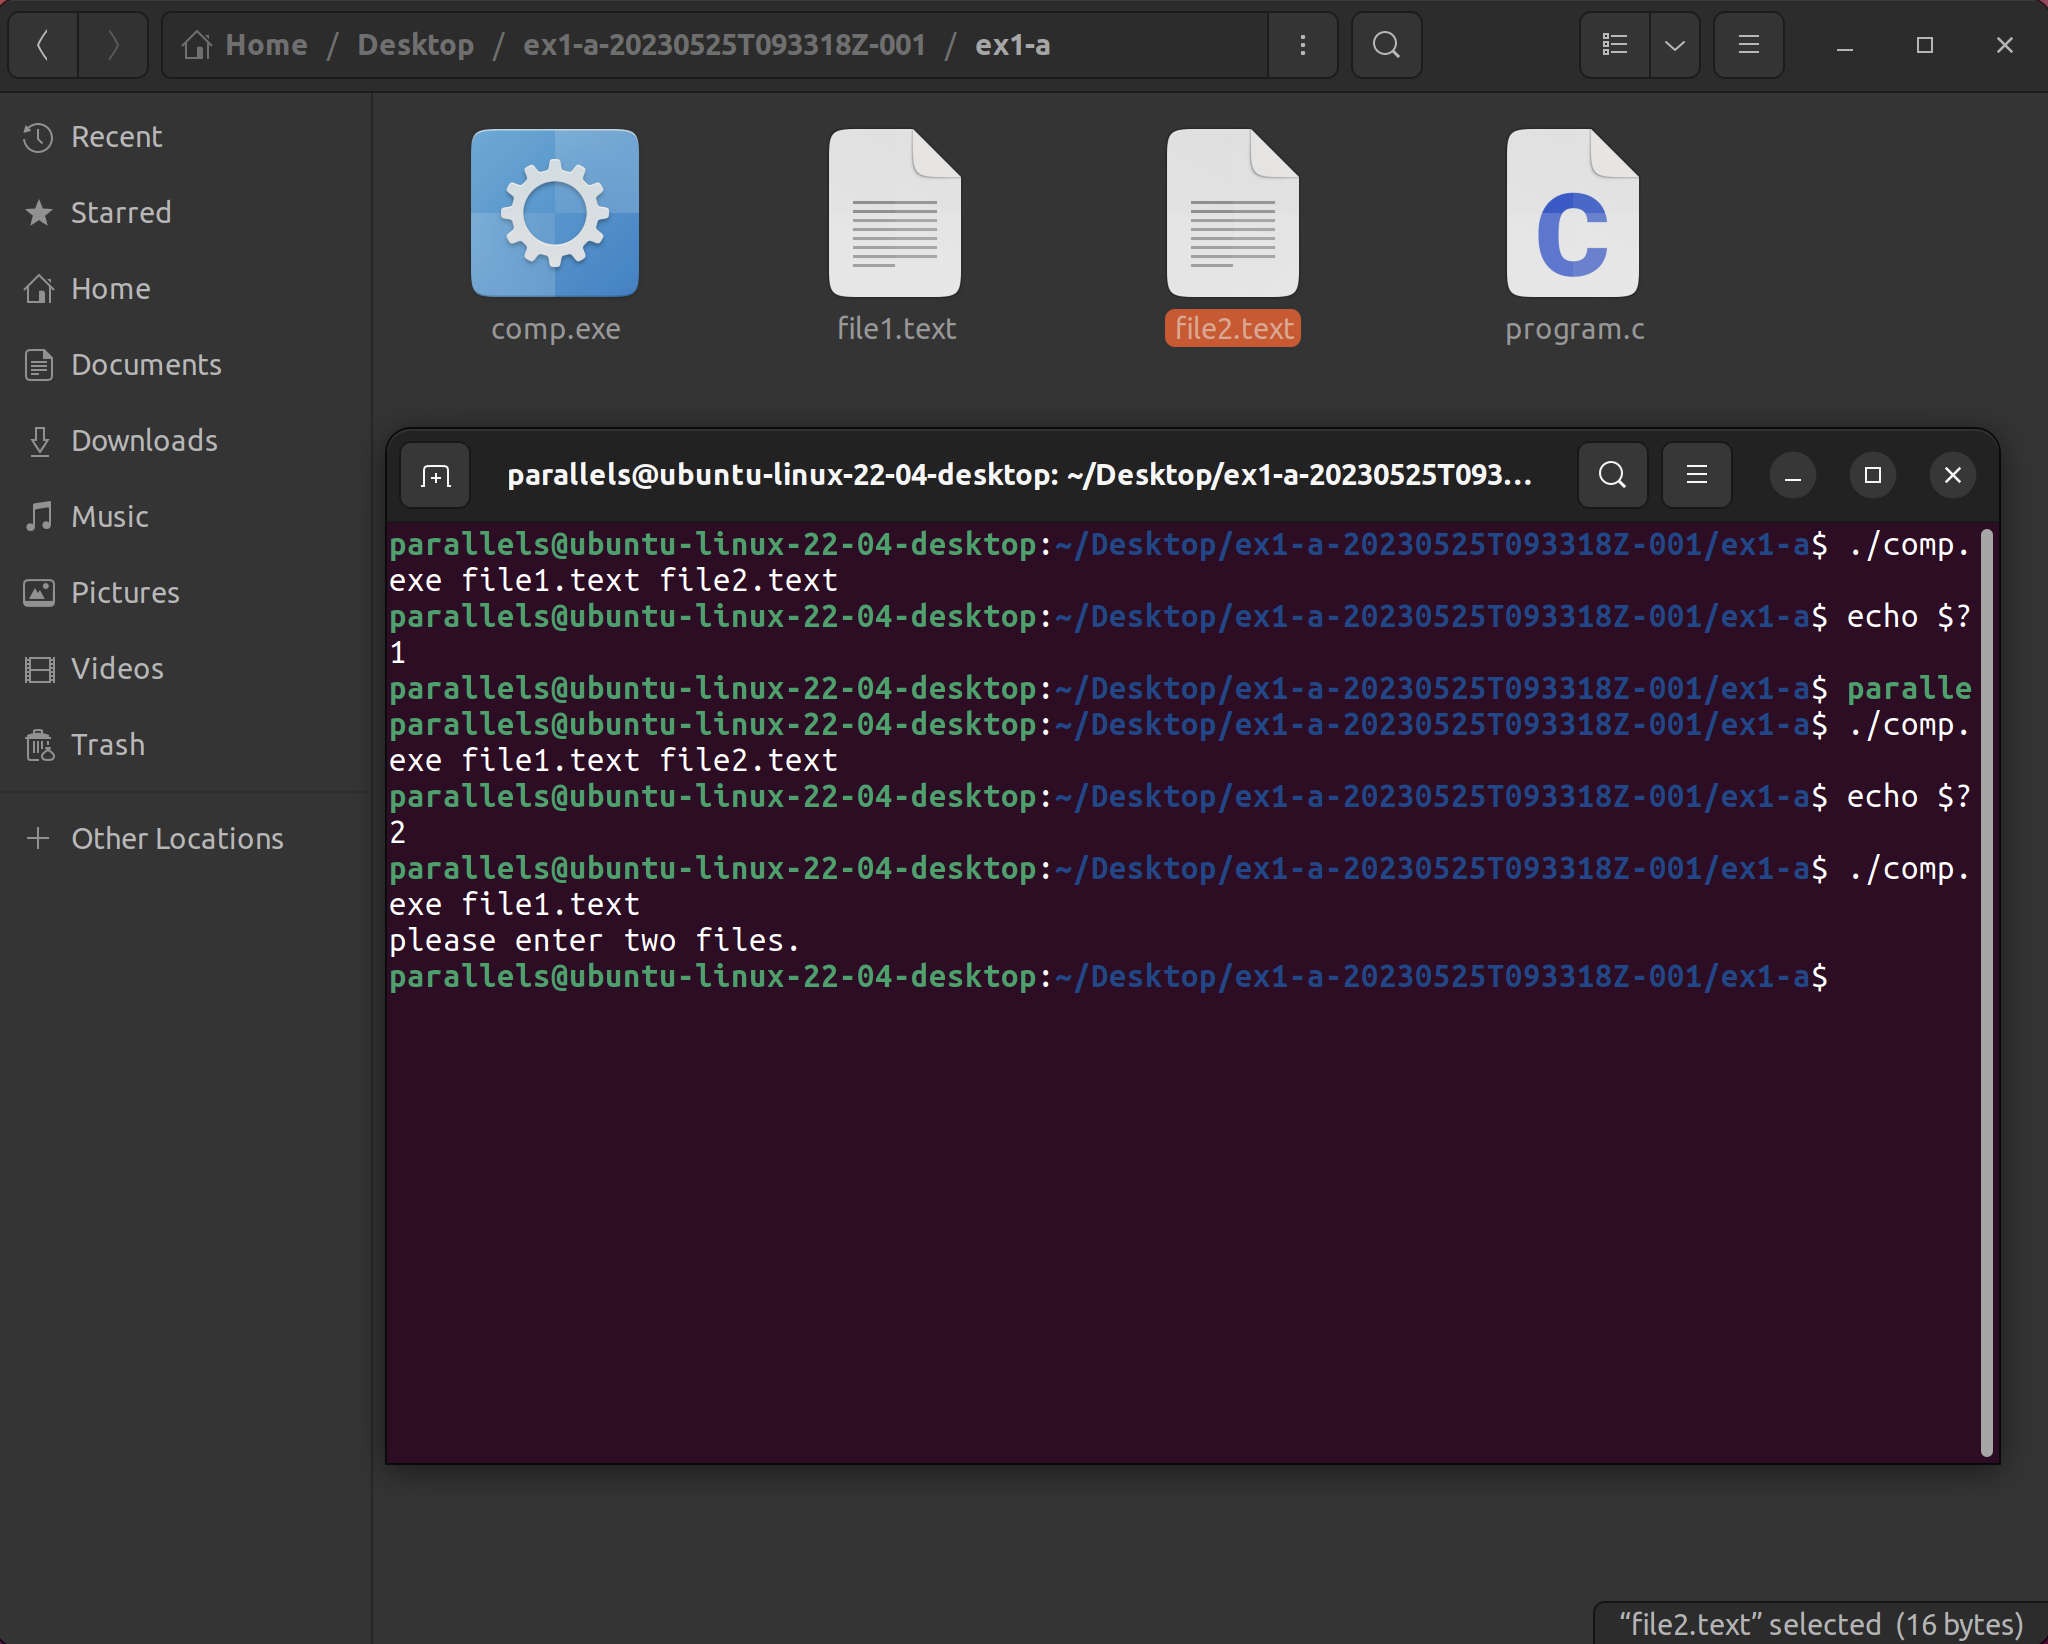 Home / Desktop / ex1-a-20230525T093318Z-001 / ex1-a
Recent
Starred
Home
Documents
Downloads
Music
Pictures
Videos
Trash
Other Locations
comp.exe
file1.text
file2.text
program.c
C
parallels@ubuntu-linux-22-04-desktop: ~/Desktop/ex1-a-20230525T093...
parallels@ubuntu-linux-22-04-desktop:~/Desktop/ex1-a-20230525T093318Z-001/ex1-a$ ./comp.
exe file1.text file2.text
parallels@ubuntu-linux-22-04-desktop:~/Desktop/ex1-a-20230525T093318Z-001/ex1-a$ echo $?
1
parallels@ubuntu-linux-22-04-desktop:~/Desktop/ex1-a-20230525T093318Z-001/ex1-a$ paralle
parallels@ubuntu-linux-22-04-desktop:~/Desktop/ex1-a-20230525T093318Z-001/ex1-a$ ./comp.
exe file1.text file2.text
parallels@ubuntu-linux-22-04-desktop:~/Desktop/ex1-a-20230525T093318Z-001/ex1-a$ echo $?
2
parallels@ubuntu-linux-22-04-desktop:~/Desktop/ex1-a-20230525T093318Z-001/ex1-a$ ./comp.
exe file1.text
please enter two files.
parallels@ubuntu-linux-22-04-desktop:~/Desktop/ex1-a-20230525T093318Z-001/ex1-a$
“file2.text” selected (16 bytes)